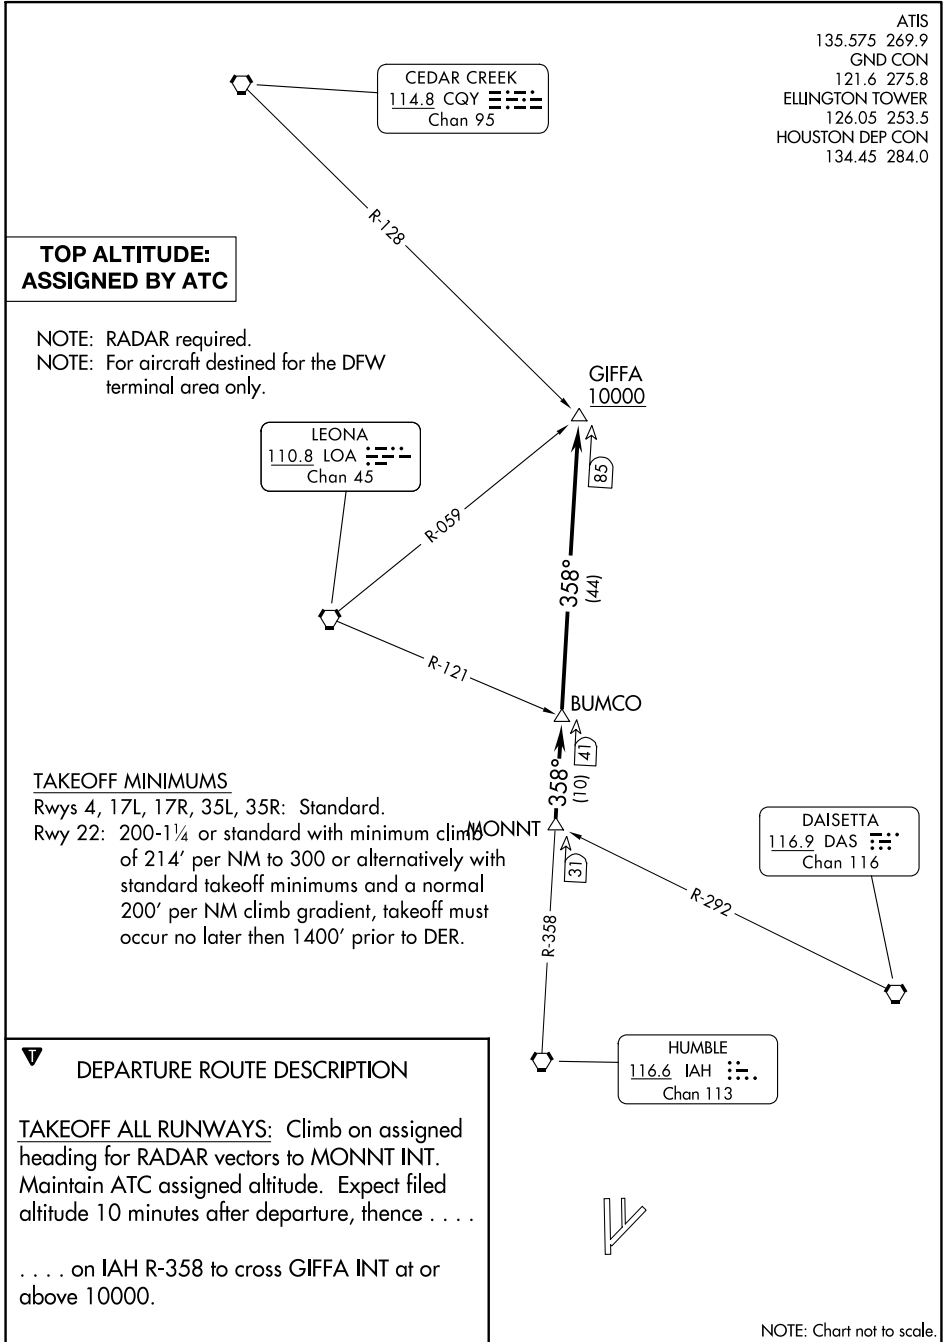 ATIS
135.575 269.9
GND CON
121.6 275.8
ELLINGTON TOWER
126.05 253.5
HOUSTON DEP CON
134.45 284.0
CEDAR CREEK
114.8 CQY
Chan 95
R-128
TOP ALTITUDE:
ASSIGNED BY ATC
NOTE: RADAR required.
NOTE: For aircraft destined for the DFW
terminal area only.
GIFFA
10000
LEONA
110.8 LOA
Chan 45
85
R-059
358°
(44)
R-121
BUMCO
41
358°
(10)
TAKEOFF MINIMUMS
Rwys 4, 17L, 17R, 35L, 35R: Standard.
Rwy 22: 200-1¼ or standard with minimum climb
of 214' per NM to 300 or alternatively with
standard takeoff minimums and a normal
200' per NM climb gradient, takeoff must
occur no later then 1400' prior to DER.
MONNT
31
DAISETTA
116.9 DAS
Chan 116
R-292
R-358
HUMBLE
116.6 IAH
Chan 113
T
DEPARTURE ROUTE DESCRIPTION
TAKEOFF ALL RUNWAYS: Climb on assigned
heading for RADAR vectors to MONNT INT.
Maintain ATC assigned altitude. Expect filed
altitude 10 minutes after departure, thence . . . .
. . . . on IAH R-358 to cross GIFFA INT at or
above 10000.
NOTE: Chart not to scale.